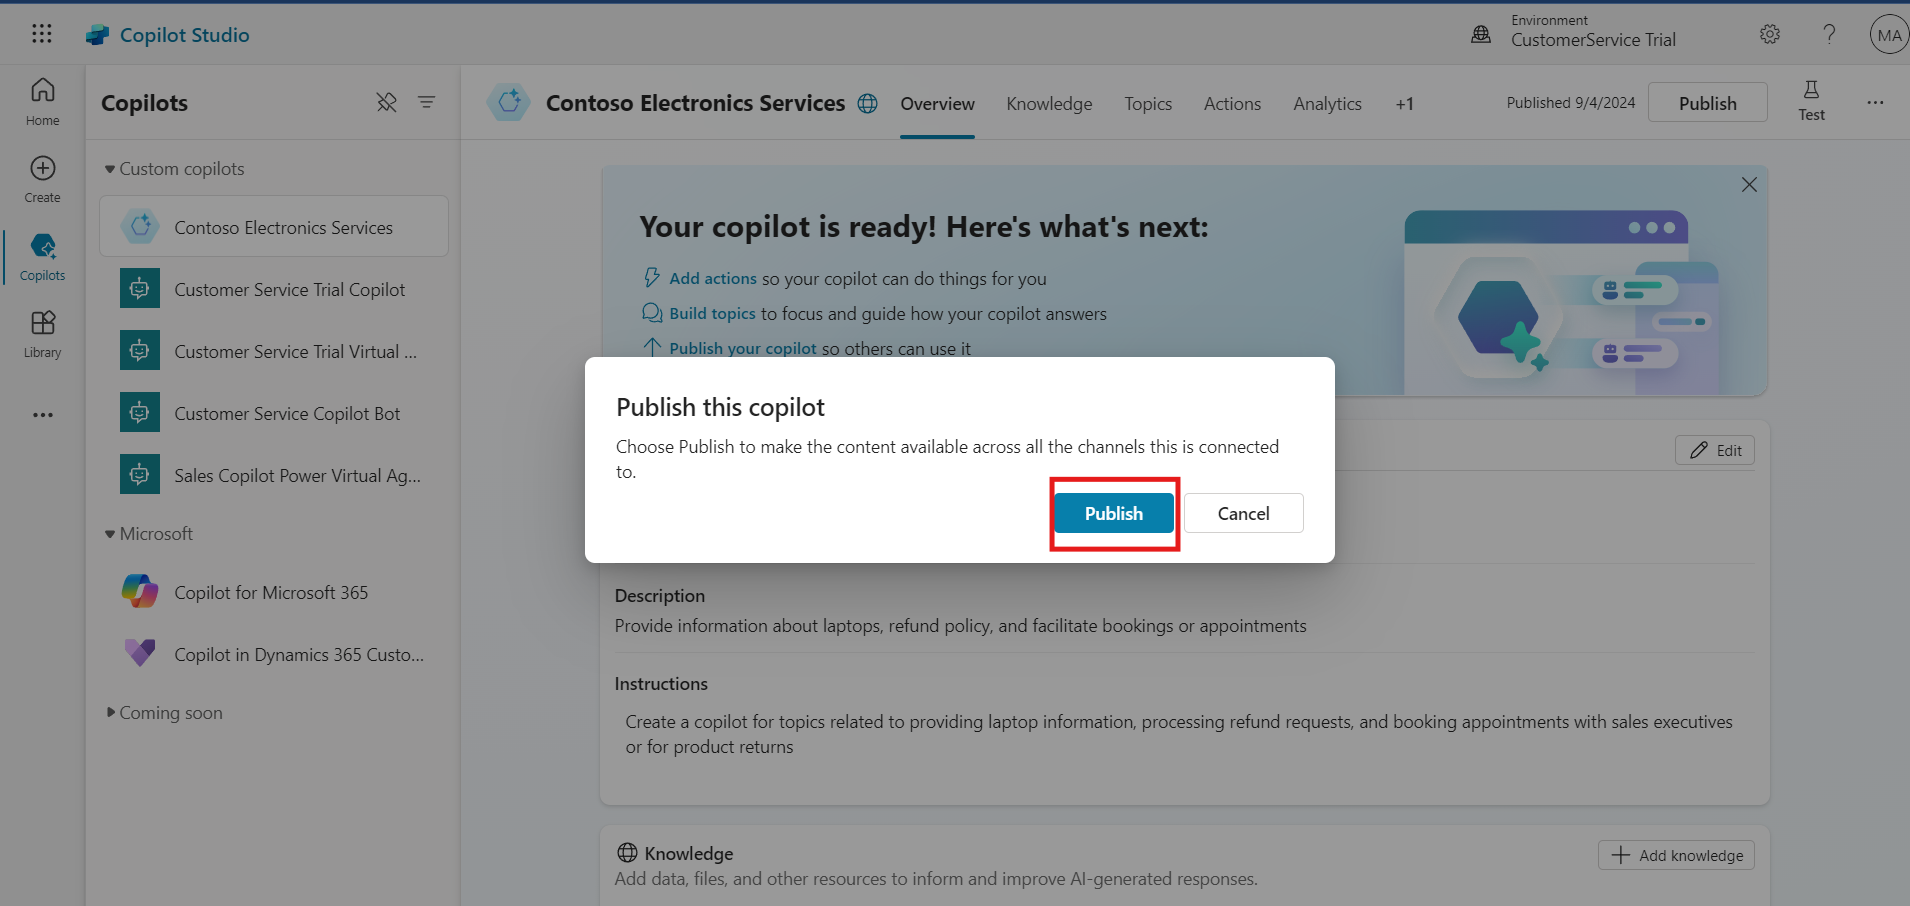 Copilot Studio
Environment
CustomerService Trial
?
MA
Home
Create
Copilots
Library
Copilots
Custom copilots
Contoso Electronics Services
Customer Service Trial Copilot
Customer Service Trial Virtual ...
Customer Service Copilot Bot
Sales Copilot Power Virtual Ag...
Microsoft
Copilot for Microsoft 365
Copilot in Dynamics 365 Custo...
Coming soon
Contoso Electronics Services
Overview
Knowledge
Topics
Actions
Analytics
+1
Published 9/4/2024
Publish
Test
...
Your copilot is ready! Here's what's next:
Add actions so your copilot can do things for you
Build topics to focus and guide how your copilot answers
Publish your copilot so others can use it
Publish this copilot
Choose Publish to make the content available across all the channels this is connected
to.
Publish
Cancel
Edit
Description
Provide information about laptops, refund policy, and facilitate bookings or appointments
Instructions
Create a copilot for topics related to providing laptop information, processing refund requests, and booking appointments with sales executives
or for product returns
Knowledge
Add data, files, and other resources to inform and improve AI-generated responses.
Add knowledge